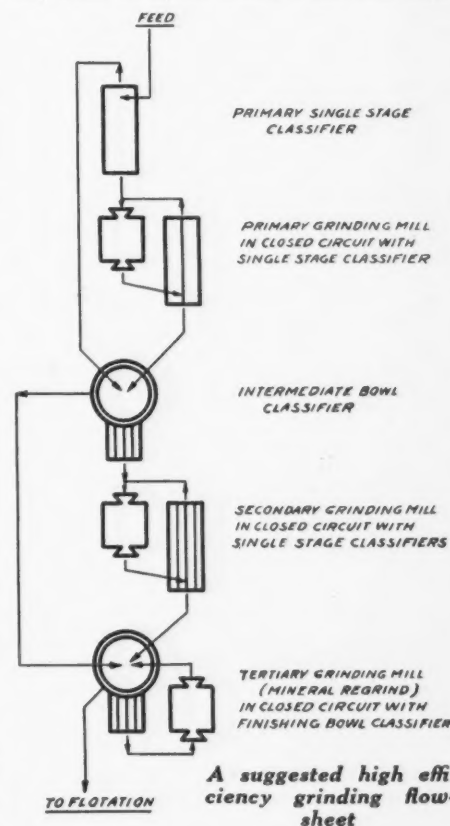 FEED
PRIMARY SINGLE STAGE
CLASSIFIER
PRIMARY GRINDING MILL
IN CLOSED CIRCUIT WITH
SINGLE STAGE CLASSIFIER
INTERMEDIATE BOWL
CLASSIFIER
SECONDARY GRINDING MILL
IN CLOSED CIRCUIT WITH
SINGLE STAGE CLASSIFIERS
TERTIARY GRINDING MILL
(MINERAL REGRIND)
IN CLOSED CIRCUIT WITH
FINISHING BOWL CLASSIFIER
TO FLOTATION
A suggested high effi-
ciency grinding flow-
sheet